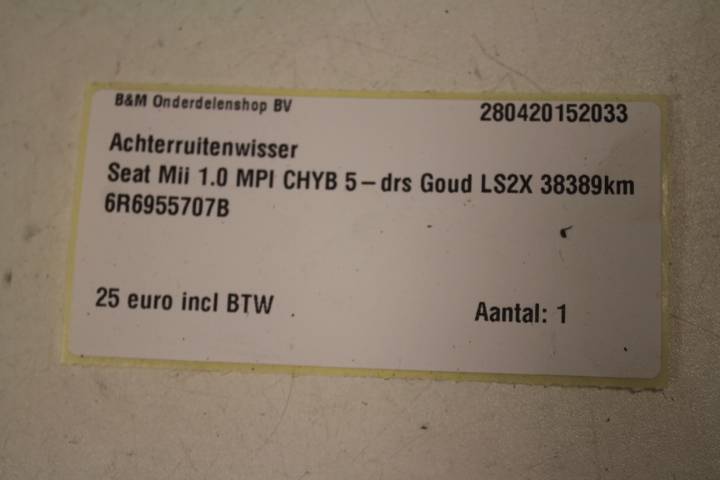 B&M Onderdelenshop BV 280420152033
Achterruitenwisser
Seat Mii 1.0 MPI CHYB 5-drs Goud LS2X 38389km
6R6955707B
25 euro incl BTW Aantal: 1